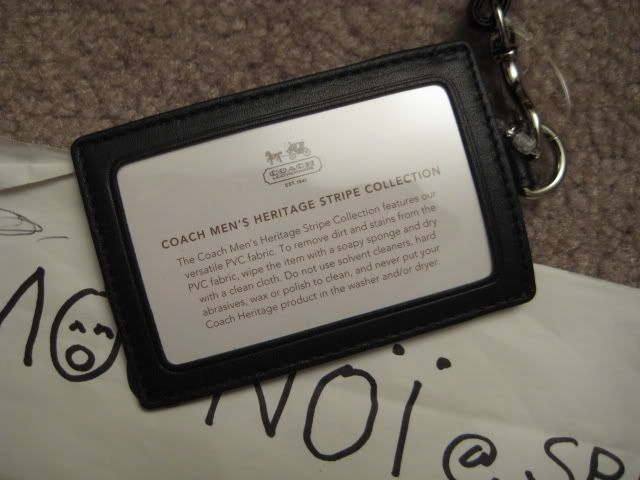 COACH
EST. 1941
COACH MEN'S HERITAGE STRIPE COLLECTION
The Coach Men's Heritage Stripe Collection features our
versatile PVC fabric. To remove dirt and stains from the
PVC fabric, wipe the item with a soapy sponge and dry
with a clean cloth. Do not use solvent cleaners, hard
abrasives, wax or polish to clean, and never put your
Coach Heritage product in the washer and/or dryer.
NOi @